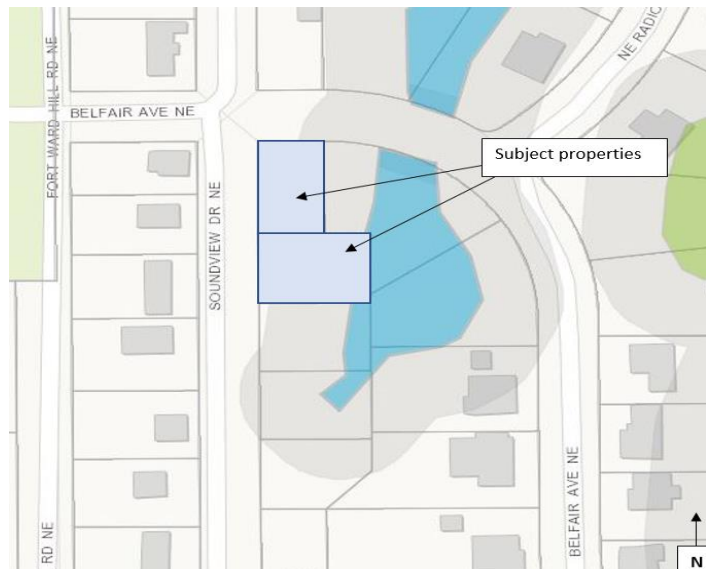 FORT WARD HILL RD NE
BELFAIR AVE NE
NE RADIO
Subject properties
SOUNDVIEW DR NE
BELFAIR AVE NE
RD NE
N